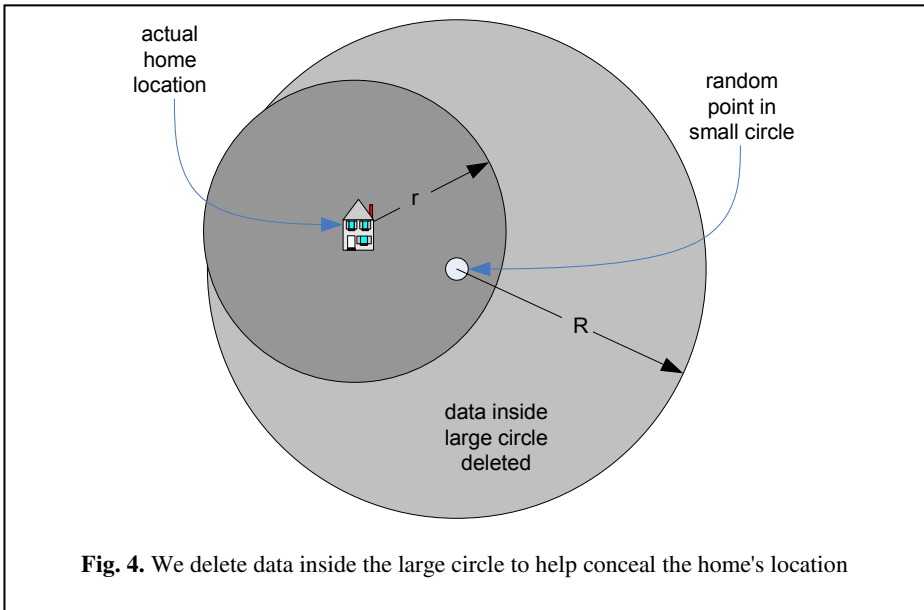 actual
home
location
random
point in
small circle
r
R
data inside
large circle
deleted
Fig. 4. We delete data inside the large circle to help conceal the home's location